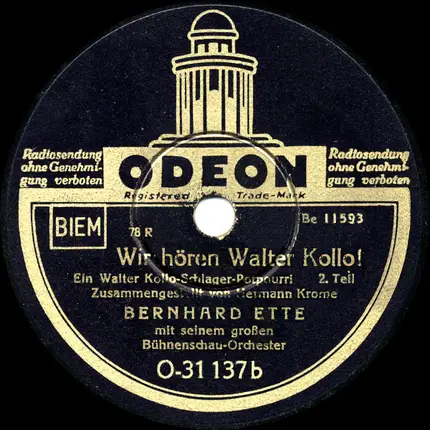 Radiosendung
ohne Genehmi-
gung verboten
ODEON
Registered Trade-Mark
Radiosendung
ohne Genehmi-
gung verboten
BIEM
78 R
Be 11593
Wir hören Walter Kollo!
Ein Walter Kollo-Schlager-Potpourri 2. Teil
Zusammengestellt von Hermann Krome
BERNHARD ETTE
mit seinem großen
Bühnenschau-Orchester
O-31 137b